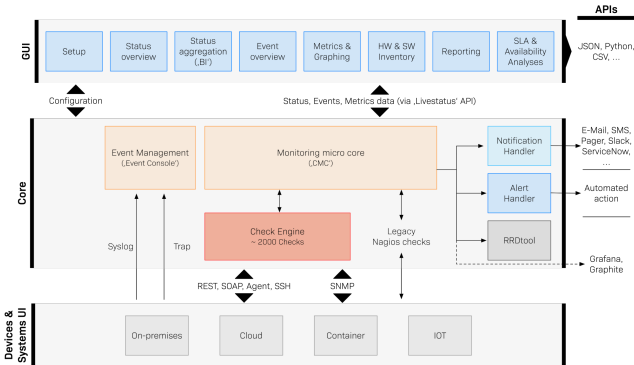 APIs
GUI
Setup
Status
overview
Status
aggregation
(‚BI‘)
Event
overview
Metrics &
Graphing
HW & SW
Inventory
Reporting
SLA &
Availability
Analyses
JSON, Python,
CSV, …
Configuration
Status, Events, Metrics data (via ‚Livestatus‘ API)
Core
Event Management
(‚Event Console‘)
Monitoring micro core
(‚CMC‘)
Notification
Handler
E-Mail, SMS,
Pager, Slack,
ServiceNow,
…
Alert
Handler
Automated
action
Check Engine
~ 2000 Checks
Legacy
Nagios checks
RRDtool
Syslog
Trap
Grafana,
Graphite
REST, SOAP, Agent, SSH
SNMP
Devices &
Systems UI
On-premises
Cloud
Container
IOT